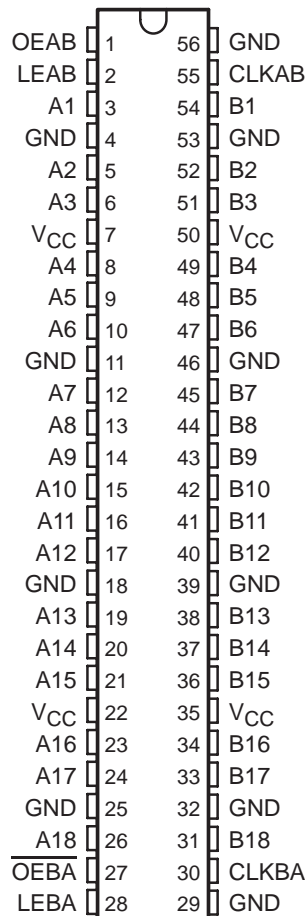 OEAB 1 56 GND
LEAB 2 55 CLKAB
A1 3 54 B1
GND 4 53 GND
A2 5 52 B2
A3 6 51 B3
VCC 7 50 VCC
A4 8 49 B4
A5 9 48 B5
A6 10 47 B6
GND 11 46 GND
A7 12 45 B7
A8 13 44 B8
A9 14 43 B9
A10 15 42 B10
A11 16 41 B11
A12 17 40 B12
GND 18 39 GND
A13 19 38 B13
A14 20 37 B14
A15 21 36 B15
VCC 22 35 VCC
A16 23 34 B16
A17 24 33 B17
GND 25 32 GND
A18 26 31 B18
O̅E̅B̅A̅ 27 30 CLKBA
LEBA 28 29 GND